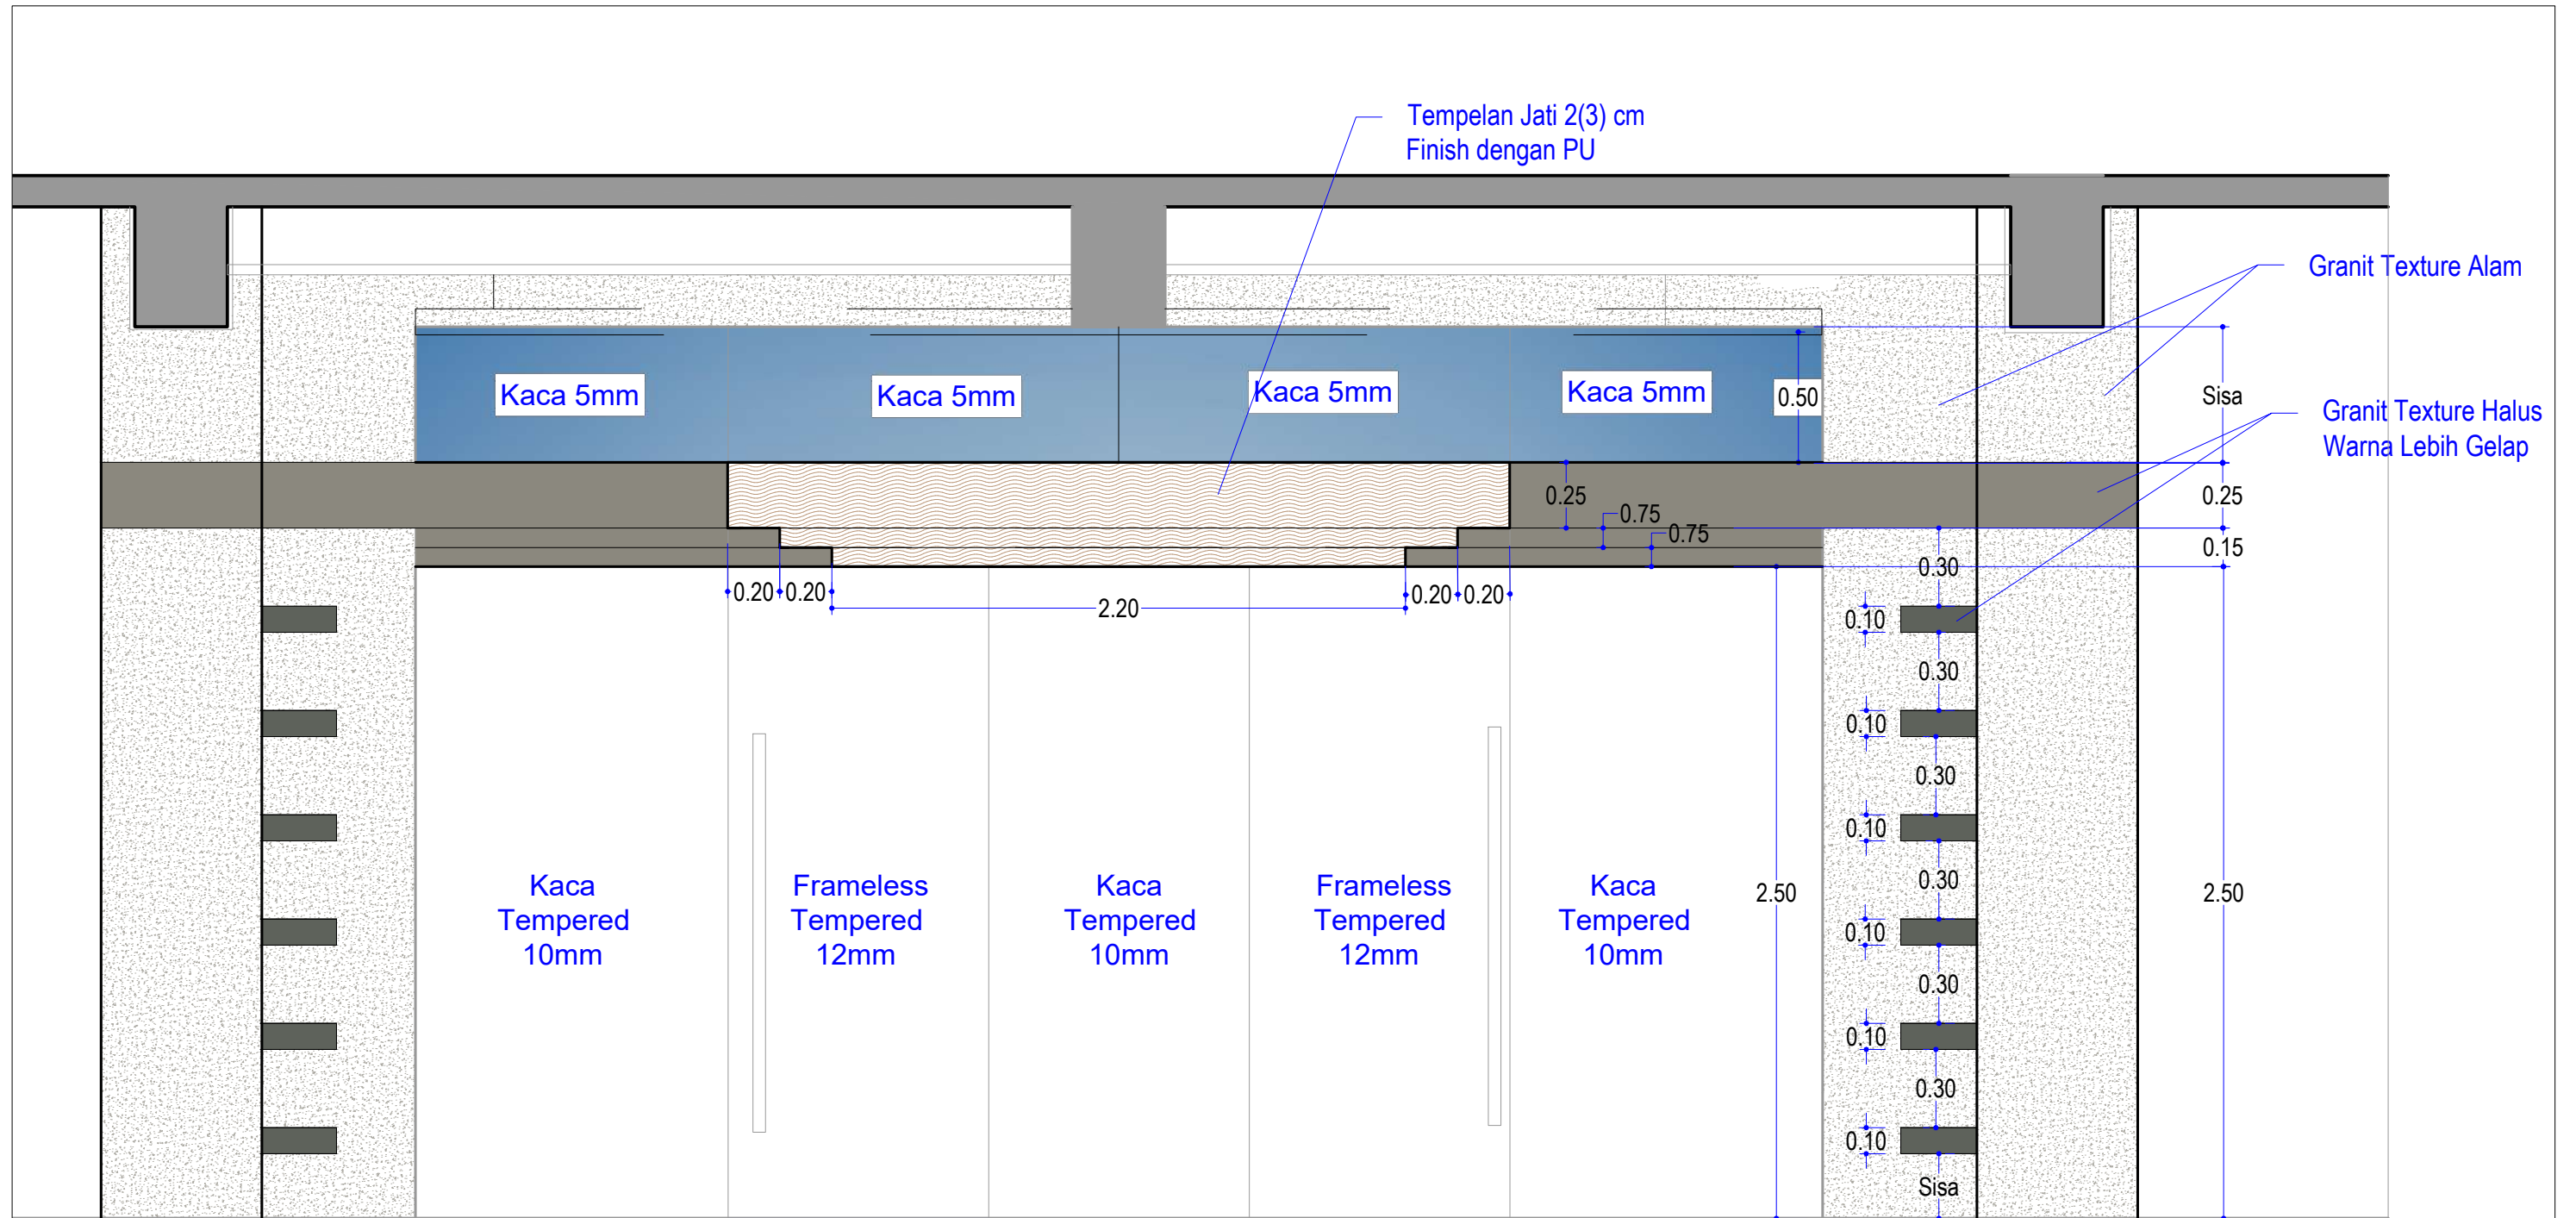 Tempelan Jati 2(3) cm
Finish dengan PU
Granit Texture Alam
Kaca 5mm
Kaca 5mm
Kaca 5mm
Kaca 5mm
0.50
Sisa
Granit Texture Halus
Warna Lebih Gelap
0.25
0.25
0.75
0.75
0.15
0.30
0.20
0.20
2.20
0.20
0.20
0.10
0.30
0.10
0.30
0.10
0.30
0.10
0.30
0.10
0.30
0.10
Sisa
Kaca
Tempered
10mm
Frameless
Tempered
12mm
Kaca
Tempered
10mm
Frameless
Tempered
12mm
Kaca
Tempered
10mm
2.50
2.50